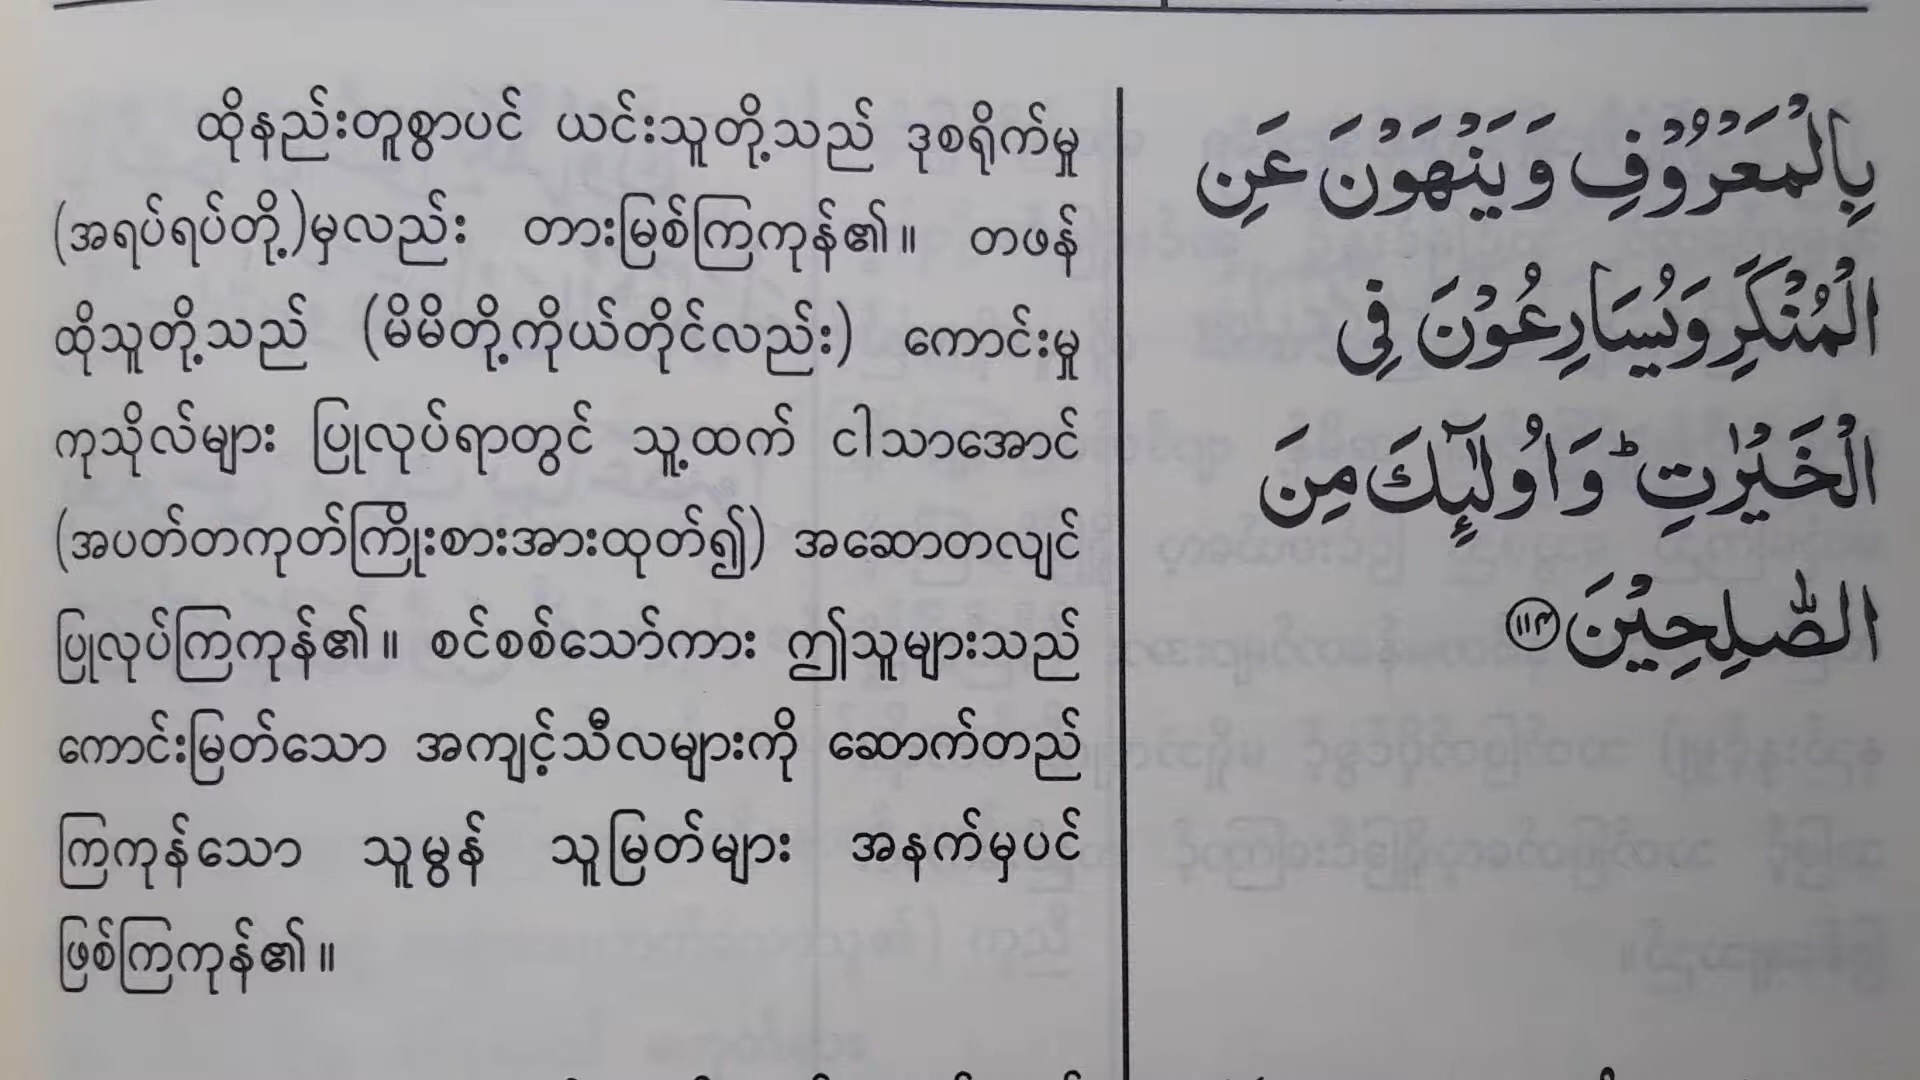 ထိုနည်းတူစွာပင် ယင်းသူတို့သည် ဒုစရိုက်မှု
(အရပ်ရပ်တို့)မှလည်း တားမြစ်ကြကုန်၏။ တဖန်
ထိုသူတို့သည် (မိမိတို့ကိုယ်တိုင်လည်း) ကောင်းမှု
ကုသိုလ်များ ပြုလုပ်ရာတွင် သူ့ထက် ငါသာအောင်
(အပတ်တကုတ်ကြိုးစားအားထုတ်၍) အဆောတလျင်
ပြုလုပ်ကြကုန်၏။ စင်စစ်သော်ကား ဤသူများသည်
ကောင်းမြတ်သော အကျင့်သီလများကို ဆောက်တည်
ကြကုန်သော သူမွန် သူမြတ်များ အနက်မှပင်
ဖြစ်ကြကုန်၏။
بِالْمَعْرُوْفِ وَيَنْهَوْنَ عَنِ
الْمُنْكَرِ وَيُسَارِعُوْنَ فِى
الْخَيْرٰتِ ؕ وَاُولٰٓئِكَ مِنَ
الصّٰلِحِيْنَ ﴿۱۱۴﴾